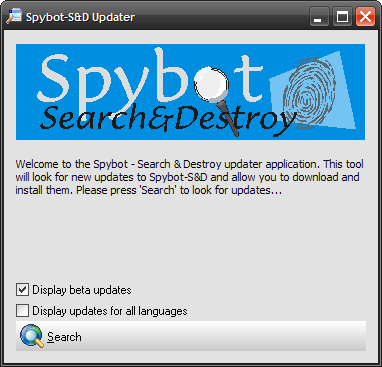 Spybot-S&D Updater
Spybot
Search&Destroy
Welcome to the Spybot - Search & Destroy updater application. This tool
will look for new updates to Spybot-S&D and allow you to download and
install them. Please press 'Search' to look for updates...
Display beta updates
Display updates for all languages
Search